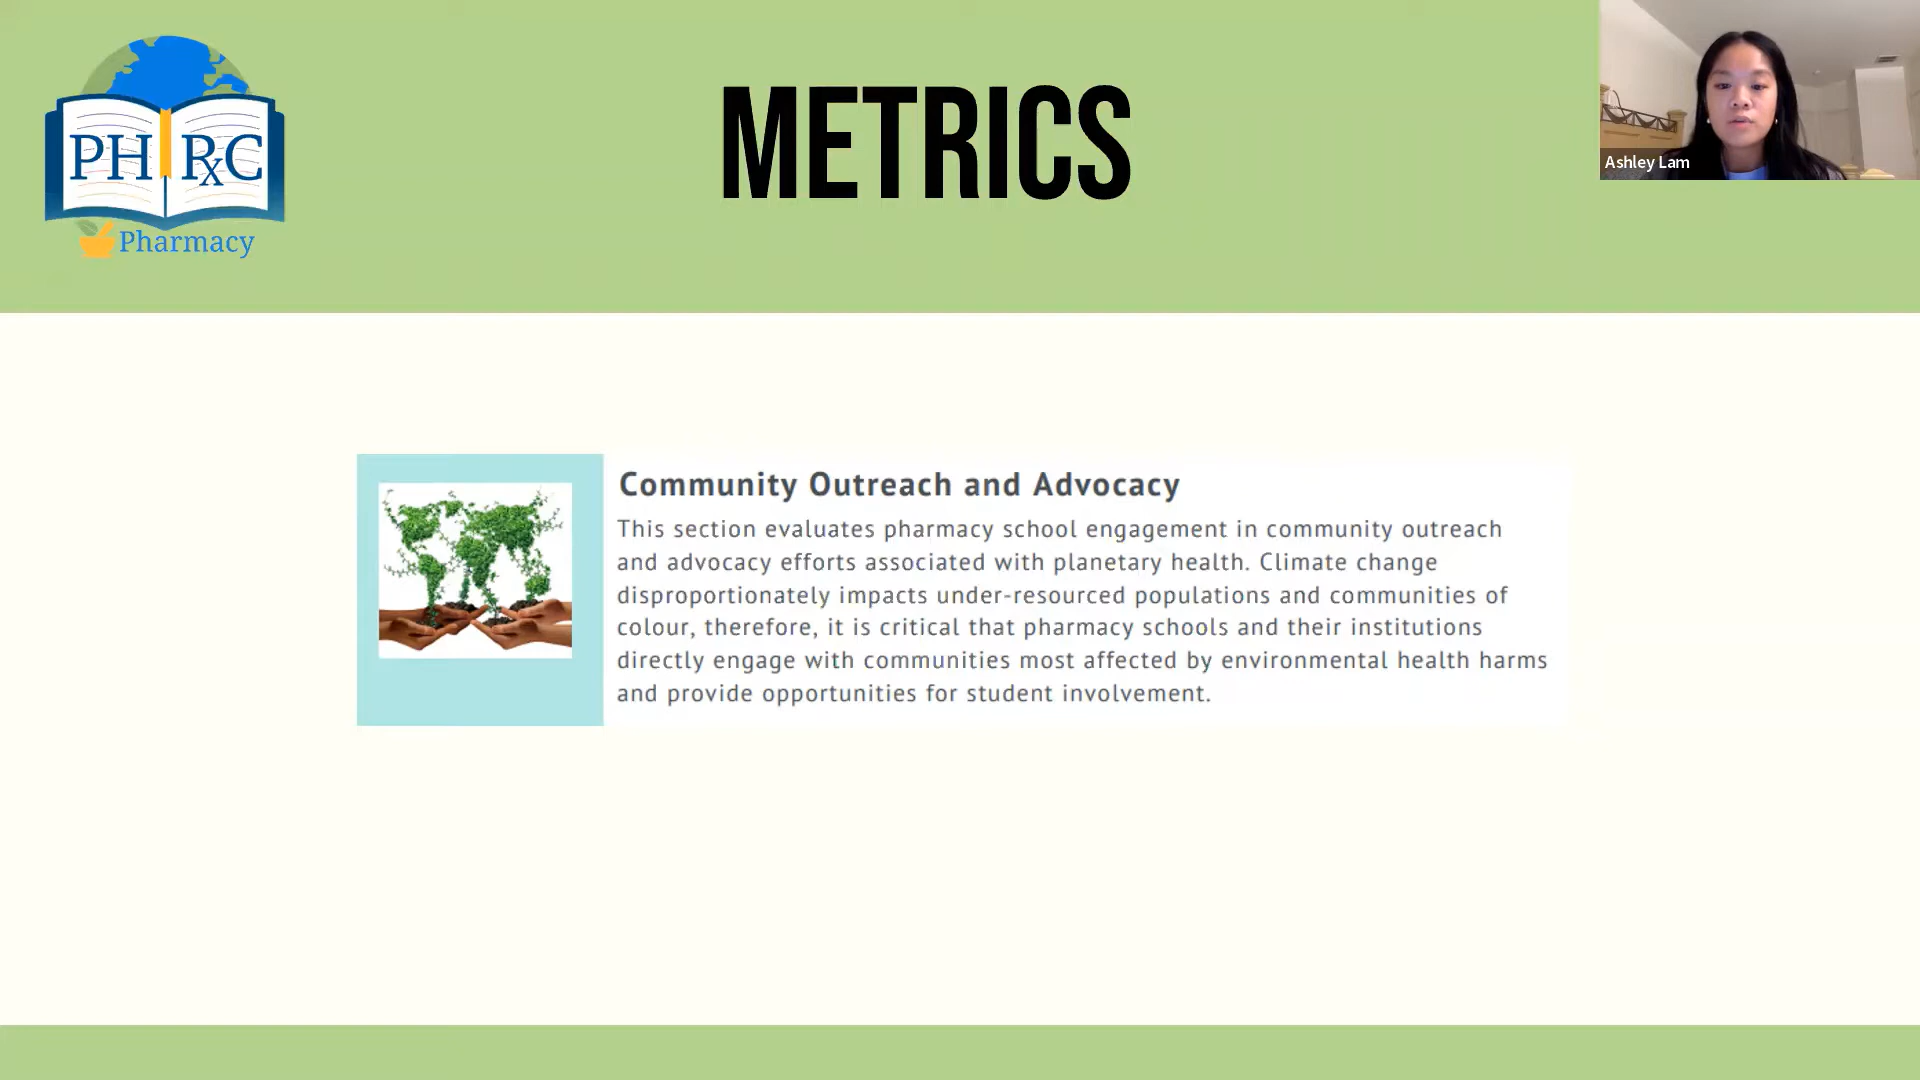 PH RxC
Pharmacy
METRICS
Ashley Lam
Community Outreach and Advocacy
This section evaluates pharmacy school engagement in community outreach
and advocacy efforts associated with planetary health. Climate change
disproportionately impacts under-resourced populations and communities of
colour, therefore, it is critical that pharmacy schools and their institutions
directly engage with communities most affected by environmental health harms
and provide opportunities for student involvement.